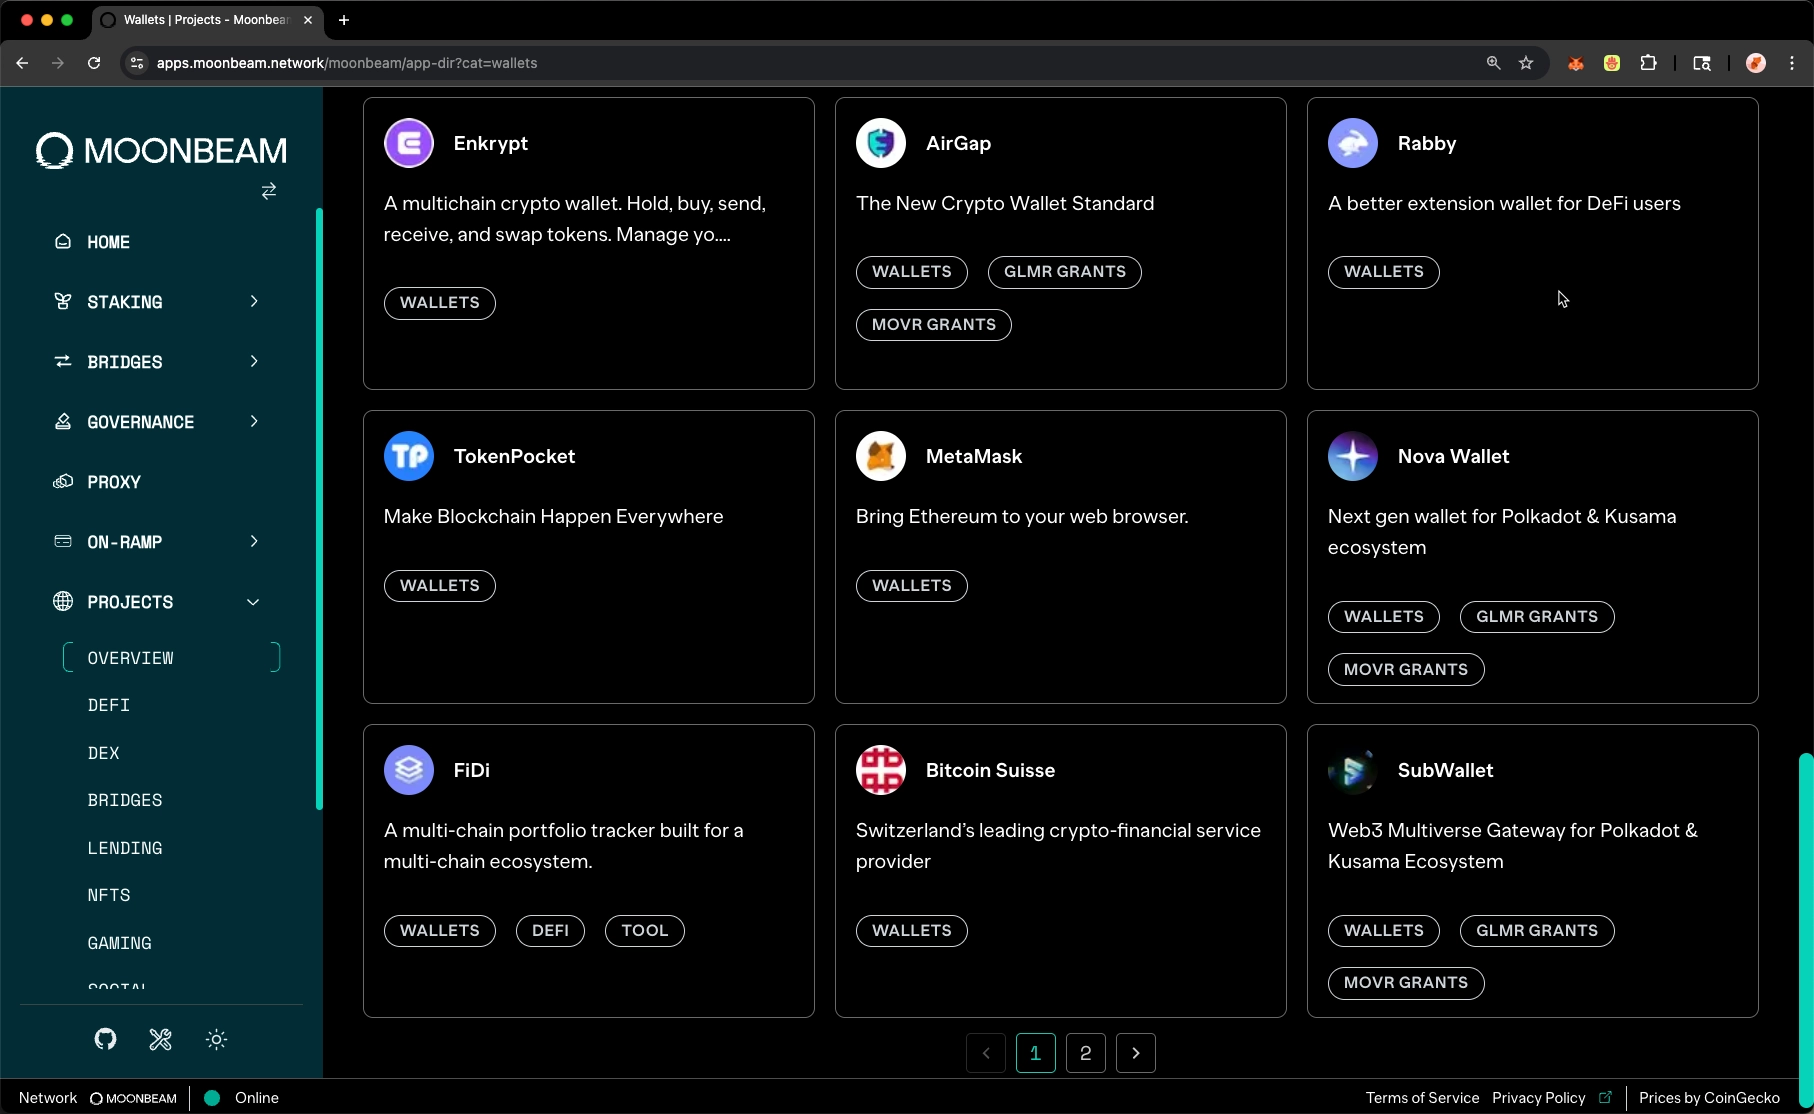 Wallets | Projects - Moonbea
apps.moonbeam.network/moonbeam/app-dir?cat=wallets
MOONBEAM
HOME
STAKING
BRIDGES
GOVERNANCE
PROXY
ON-RAMP
PROJECTS
OVERVIEW
DEFI
DEX
BRIDGES
LENDING
NFTS
GAMING
SOCIAL
Enkrypt
A multichain crypto wallet. Hold, buy, send,
receive, and swap tokens. Manage yo....
WALLETS
AirGap
The New Crypto Wallet Standard
WALLETS GLMR GRANTS
MOVR GRANTS
Rabby
A better extension wallet for DeFi users
WALLETS
TP
TokenPocket
Make Blockchain Happen Everywhere
WALLETS
MetaMask
Bring Ethereum to your web browser.
WALLETS
Nova Wallet
Next gen wallet for Polkadot & Kusama
ecosystem
WALLETS GLMR GRANTS
MOVR GRANTS
FiDi
A multi-chain portfolio tracker built for a
multi-chain ecosystem.
WALLETS DEFI TOOL
Bitcoin Suisse
Switzerland’s leading crypto-financial service
provider
WALLETS
SubWallet
Web3 Multiverse Gateway for Polkadot &
Kusama Ecosystem
WALLETS GLMR GRANTS
MOVR GRANTS
1 2
Network MOONBEAM Online
Terms of Service Privacy Policy Prices by CoinGecko